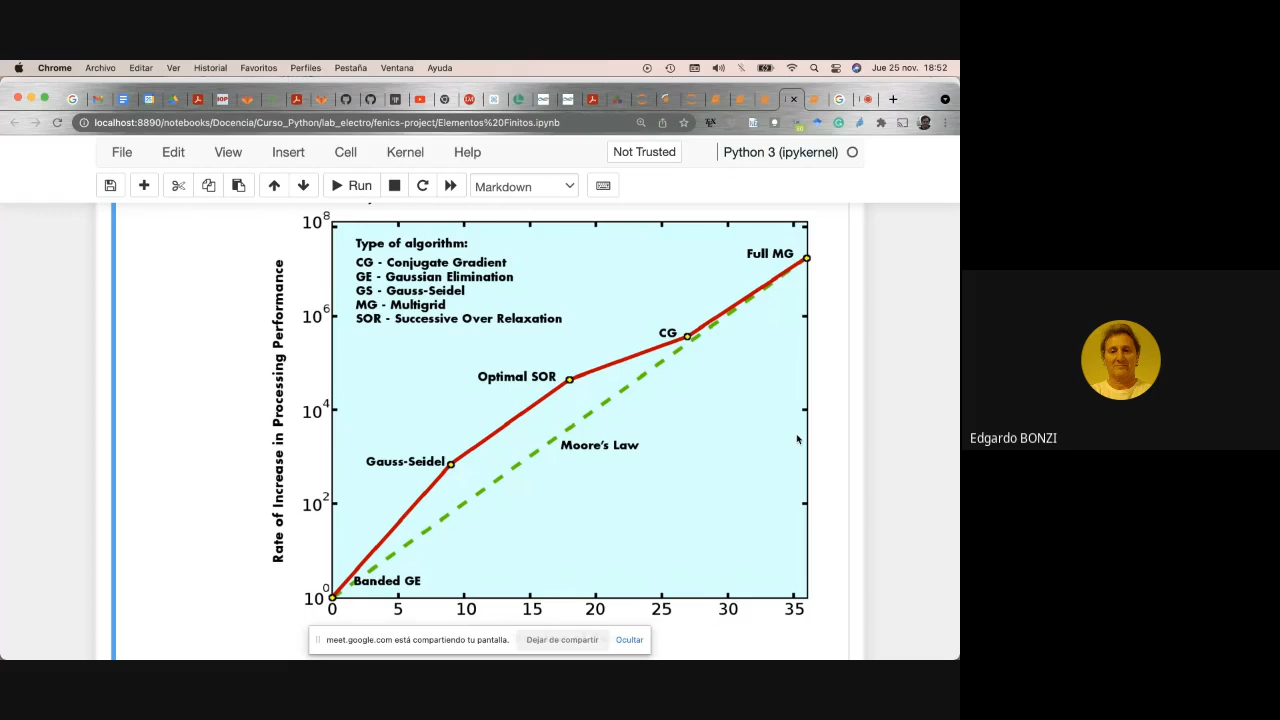 Chrome Archivo Editar Ver Historial Favoritos Perfiles Pestaña Ventana Ayuda Jue 25 nov. 18:52
localhost:8890/notebooks/Docencia/Curso_Python/lab_electro/fenics-project/Elementos%20Finitos.ipynb
File Edit View Insert Cell Kernel Help Not Trusted Python 3 (ipykernel)
Run Markdown
10^8
Type of algorithm:
CG - Conjugate Gradient
GE - Gaussian Elimination
GS - Gauss-Seidel
MG - Multigrid
SOR - Successive Over Relaxation
Full MG
10^6
CG
Optimal SOR
10^4
Moore's Law
Gauss-Seidel
10^2
Banded GE
10^0
Rate of Increase in Processing Performance
0 5 10 15 20 25 30 35
meet.google.com está compartiendo tu pantalla. Dejar de compartir Ocultar
Edgardo BONZI